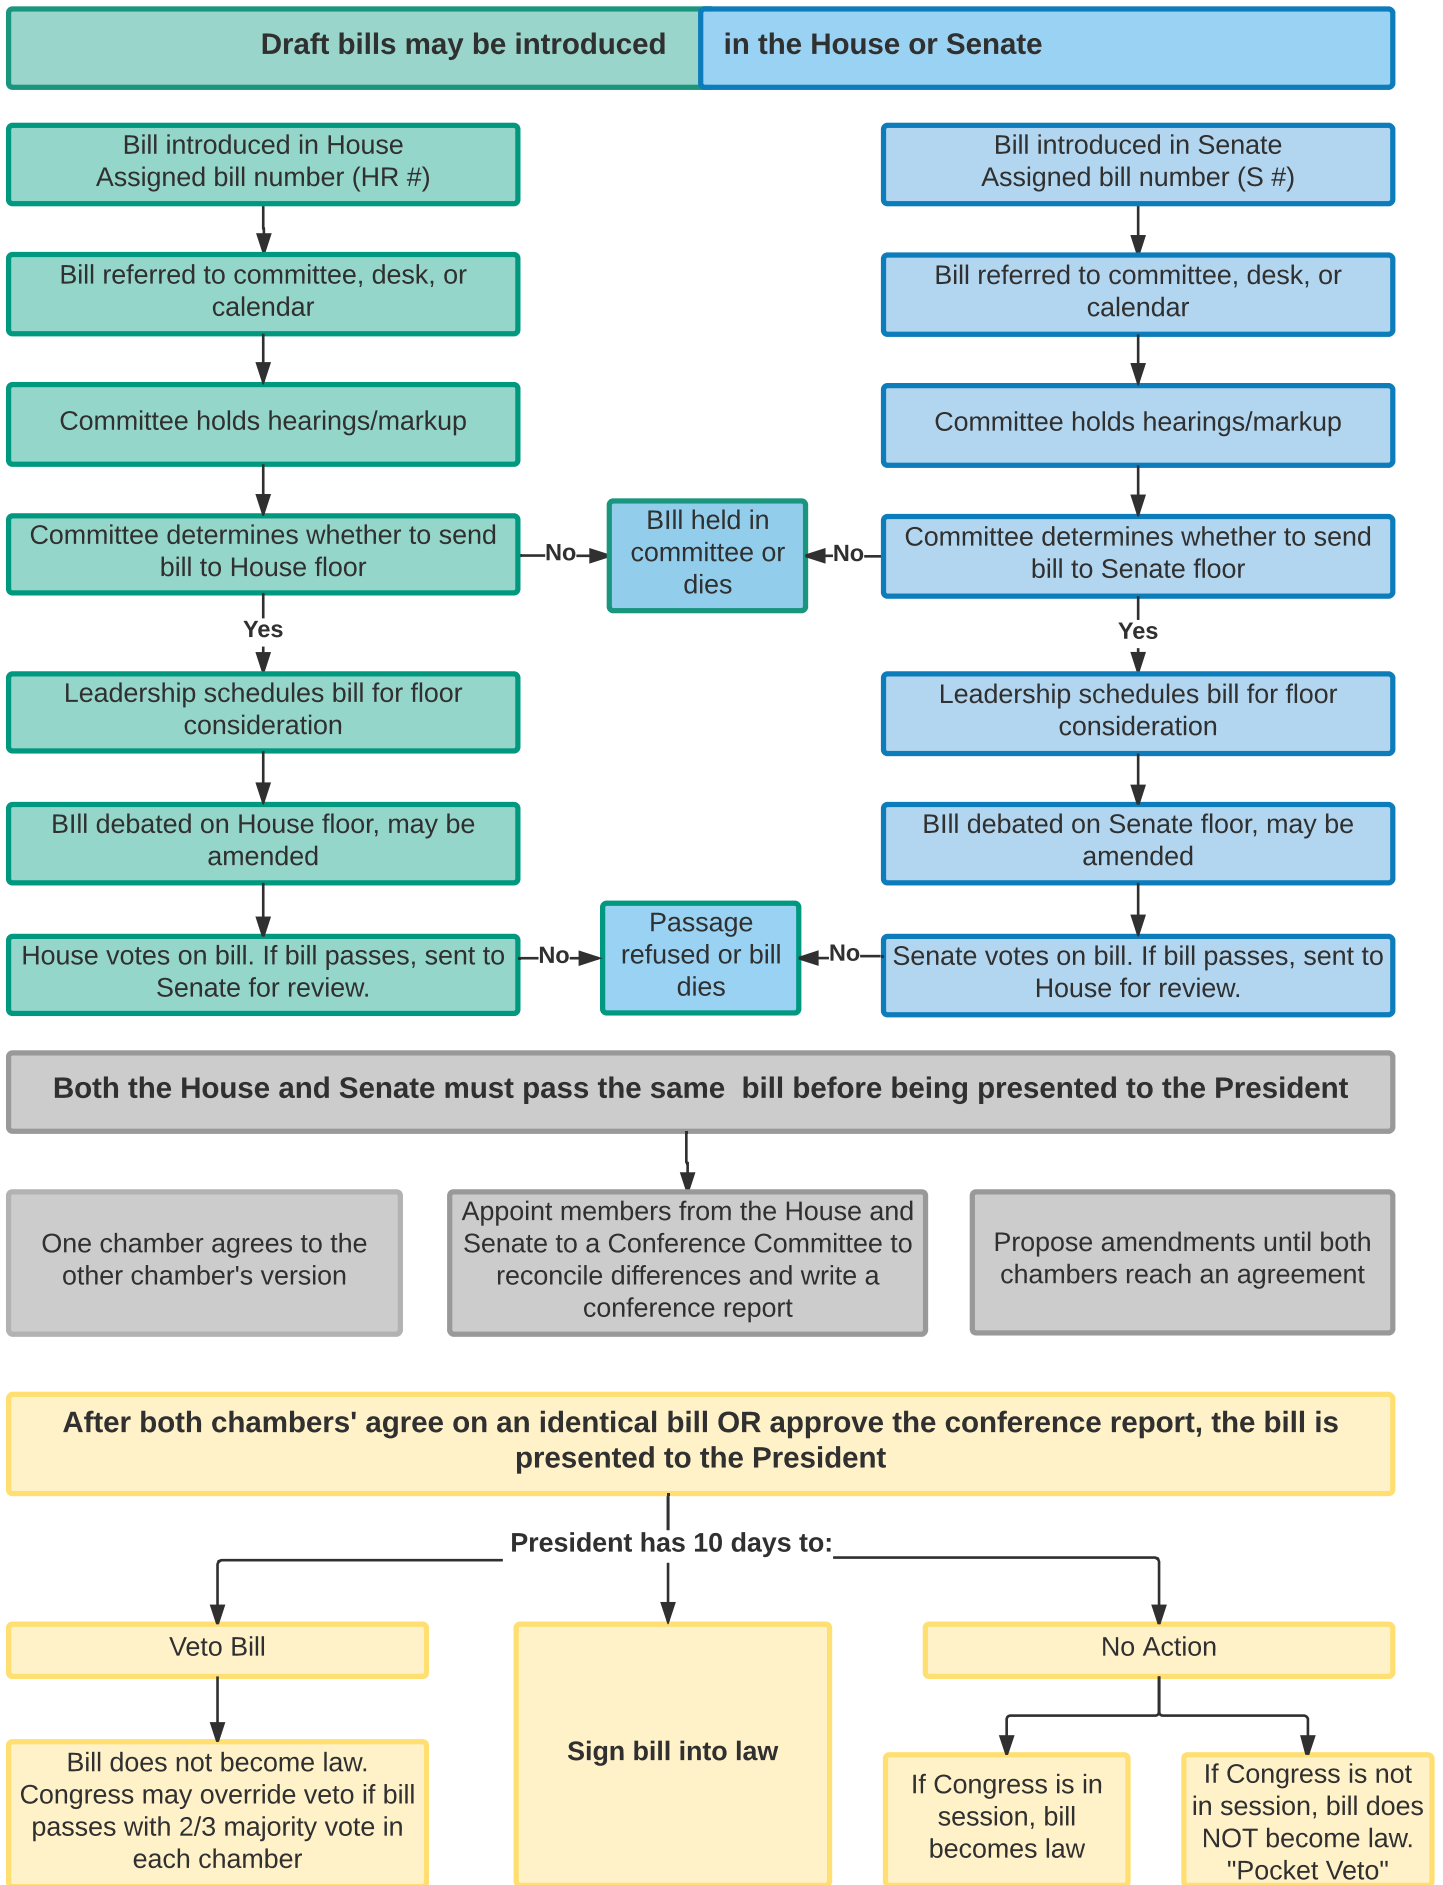 Draft bills may be introduced in the House or Senate
Bill introduced in House
Assigned bill number (HR #)
Bill referred to committee, desk, or
calendar
Committee holds hearings/markup
Committee determines whether to send
bill to House floor
No
Yes
Leadership schedules bill for floor
consideration
BIll debated on House floor, may be
amended
House votes on bill. If bill passes, sent to
Senate for review.
No
BIll held in
committee or
dies
Passage
refused or bill
dies
Bill introduced in Senate
Assigned bill number (S #)
Bill referred to committee, desk, or
calendar
Committee holds hearings/markup
Committee determines whether to send
bill to Senate floor
No
Yes
Leadership schedules bill for floor
consideration
BIll debated on Senate floor, may be
amended
Senate votes on bill. If bill passes, sent to
House for review.
No
Both the House and Senate must pass the same  bill before being presented to the President
One chamber agrees to the
other chamber's version
Appoint members from the House and
Senate to a Conference Committee to
reconcile differences and write a
conference report
Propose amendments until both
chambers reach an agreement
After both chambers' agree on an identical bill OR approve the conference report, the bill is
presented to the President
President has 10 days to:
Veto Bill
Bill does not become law.
Congress may override veto if bill
passes with 2/3 majority vote in
each chamber
Sign bill into law
No Action
If Congress is in
session, bill
becomes law
If Congress is not
in session, bill does
NOT become law.
"Pocket Veto"